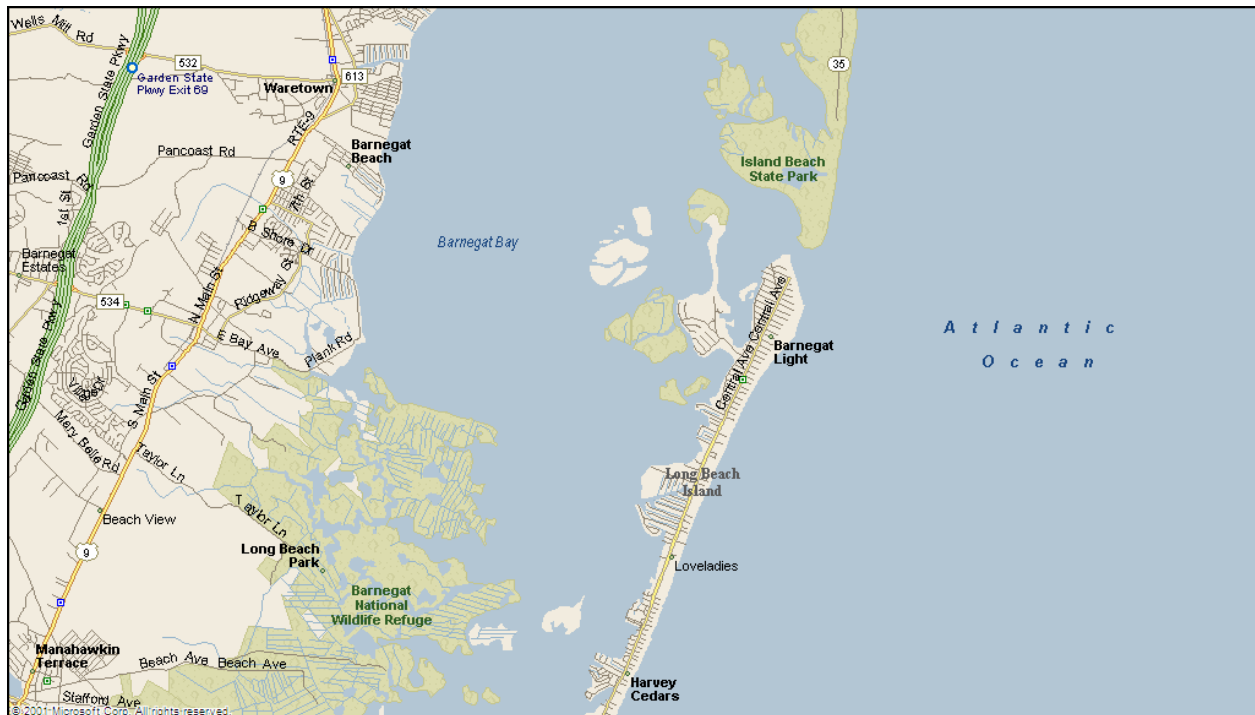 Wells Mill Rd
Garden State Pkwy
532
Garden State
Pkwy Exit 69
613
Waretown
RTE-9
35
Pancoast Rd
Barnegat
Beach
Island Beach
State Park
Pancoast Rd
9
7th St
1st St
B Shore Dr
Barnegat Bay
Barnegat
Estates
534
N Main St
Ridgeway St
Garden State Pkwy
E Bay Ave
Plank Rd
Central Ave
Central Ave
Barnegat
Light
Atlantic
Ocean
S Main St
Mery Belle Rd
Taylor Ln
Long Beach
Island
Beach View
T
Taylor Ln
9
Long Beach
Park
Loveladies
Barnegat
National
Wildlife Refuge
Manahawkin
Terrace
Beach Ave
Beach Ave
Harvey
Cedars
Stafford Ave
© 2001 Microsoft Corp. All rights reserved.